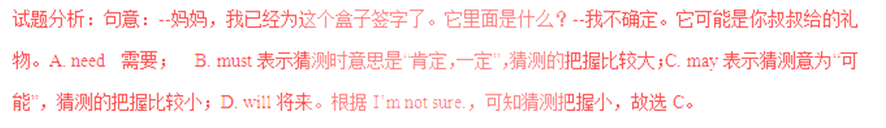 试题分析：句意：--妈妈，我已经为这个盒子签字了。它里面是什么？--我不确定。它可能是你叔叔给的礼
物。A. need 需要； B. must 表示猜测时意思是“肯定，一定”，猜测的把握比较大；C. may 表示猜测意为“可
能”，猜测的把握比较小；D. will 将来。根据 I’m not sure.，可知猜测把握小，故选 C。